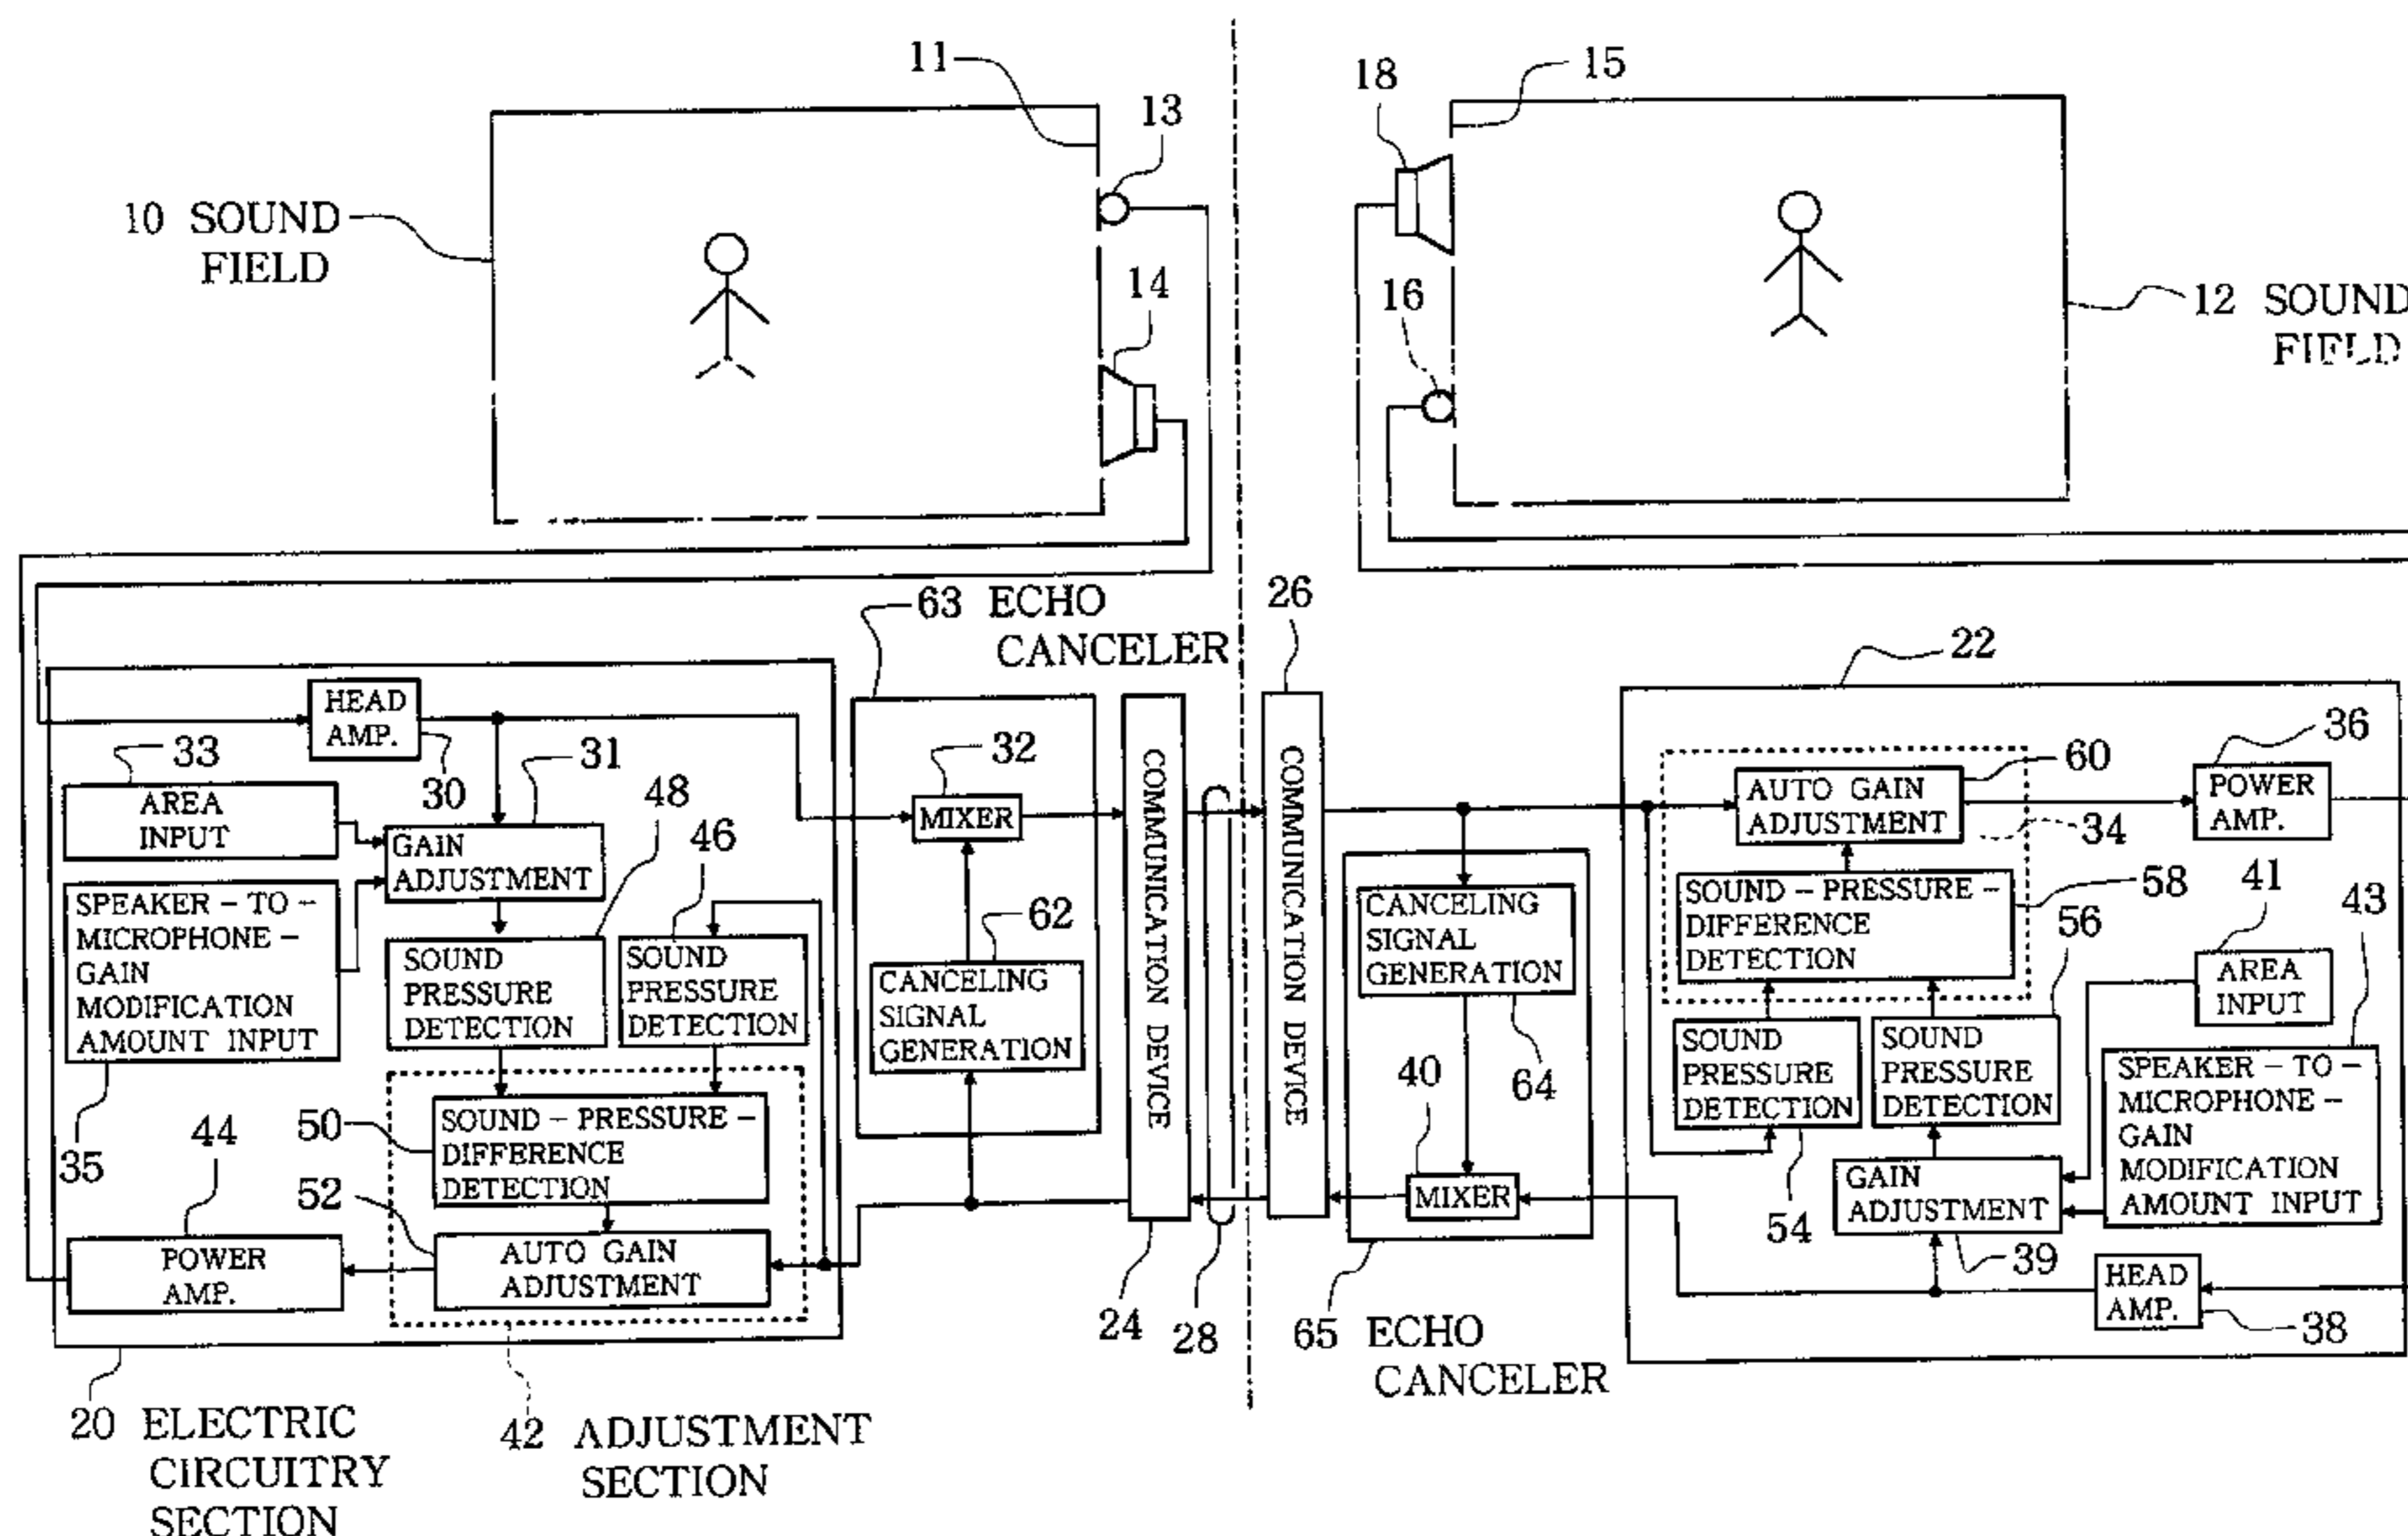 11
13
18
15
10 SOUND
FIELD
14
16
12 SOUND
FIELD
63 ECHO
CANCELER
26
22
HEAD
AMP.
30
33
AREA
INPUT
31
GAIN
ADJUSTMENT
48
46
SPEAKER-TO-
MICROPHONE-
GAIN
MODIFICATION
AMOUNT INPUT
35
SOUND
PRESSURE
DETECTION
SOUND
PRESSURE
DETECTION
50
SOUND-PRESSURE-
DIFFERENCE
DETECTION
44
52
POWER
AMP.
AUTO GAIN
ADJUSTMENT
32
MIXER
62
CANCELING
SIGNAL
GENERATION
COMMUNICATION DEVICE
24
28
COMMUNICATION DEVICE
CANCELING
SIGNAL
GENERATION
64
40
MIXER
65 ECHO
CANCELER
60
AUTO GAIN
ADJUSTMENT
34
36
POWER
AMP.
SOUND-PRESSURE-
DIFFERENCE
DETECTION
58
56
41
43
AREA
INPUT
SOUND
PRESSURE
DETECTION
SOUND
PRESSURE
DETECTION
54
GAIN
ADJUSTMENT
39
SPEAKER-TO-
MICROPHONE-
GAIN
MODIFICATION
AMOUNT INPUT
HEAD
AMP.
38
20 ELECTRIC
CIRCUITRY
SECTION
42 ADJUSTMENT
SECTION